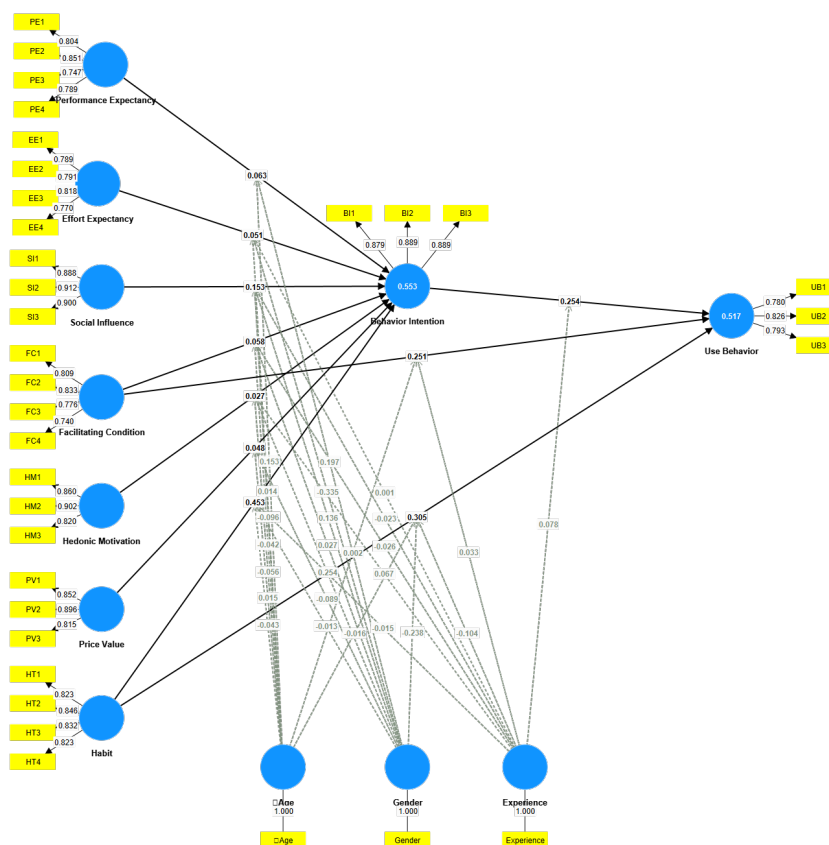 PE1
0.804
PE2
0.851
PE3
0.747
PE4
0.789
Performance Expectancy
EE1
0.789
EE2
0.791
EE3
0.818
EE4
0.770
Effort Expectancy
SI1
0.888
SI2
0.912
SI3
0.900
Social Influence
FC1
0.809
FC2
0.833
FC3
0.776
FC4
0.740
Facilitating Condition
HM1
0.860
HM2
0.902
HM3
0.820
Hedonic Motivation
PV1
0.852
PV2
0.896
PV3
0.815
Price Value
HT1
0.823
HT2
0.846
HT3
0.832
HT4
0.823
Habit
0.063
0.051
0.153
0.058
0.027
0.048
0.453
BI1
BI2
BI3
0.879
0.889
0.889
0.553
Behavior Intention
0.254
0.251
0.305
0.517
Use Behavior
UB1
0.780
UB2
0.826
UB3
0.793
0.153
0.014
-0.096
-0.042
-0.056
0.015
-0.043
0.197
-0.335
0.136
0.027
0.254
-0.089
-0.013
-0.016
0.001
-0.023
-0.026
0.002
0.067
-0.015
-0.238
-0.104
0.033
0.078
□Age
1.000
□Age
Gender
1.000
Gender
Experience
1.000
Experience